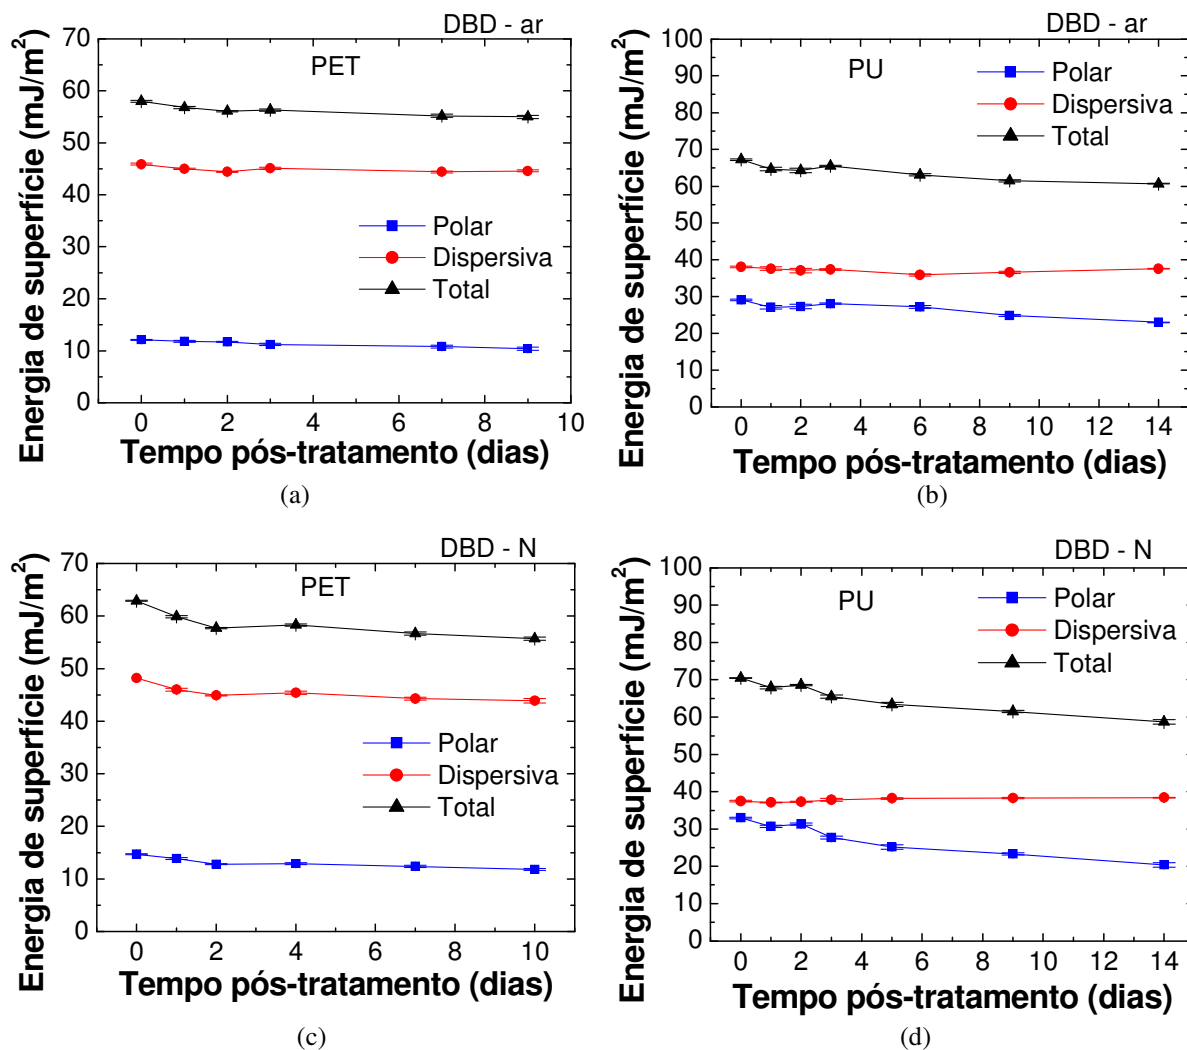 DBD - ar
PET
Polar
Dispersiva
Total
70
60
50
40
30
20
10
0
0 2 4 6 8 10
Energia de superfície (mJ/m²)
Tempo pós-tratamento (dias)
(a)
DBD - ar
PU
Polar
Dispersiva
Total
100
90
80
70
60
50
40
30
20
10
0
0 2 4 6 8 10 12 14
Energia de superfície (mJ/m²)
Tempo pós-tratamento (dias)
(b)
DBD - N
PET
Polar
Dispersiva
Total
70
60
50
40
30
20
10
0
0 2 4 6 8 10
Energia de superfície (mJ/m²)
Tempo pós-tratamento (dias)
(c)
DBD - N
PU
Polar
Dispersiva
Total
100
90
80
70
60
50
40
30
20
10
0
0 2 4 6 8 10 12 14
Energia de superfície (mJ/m²)
Tempo pós-tratamento (dias)
(d)